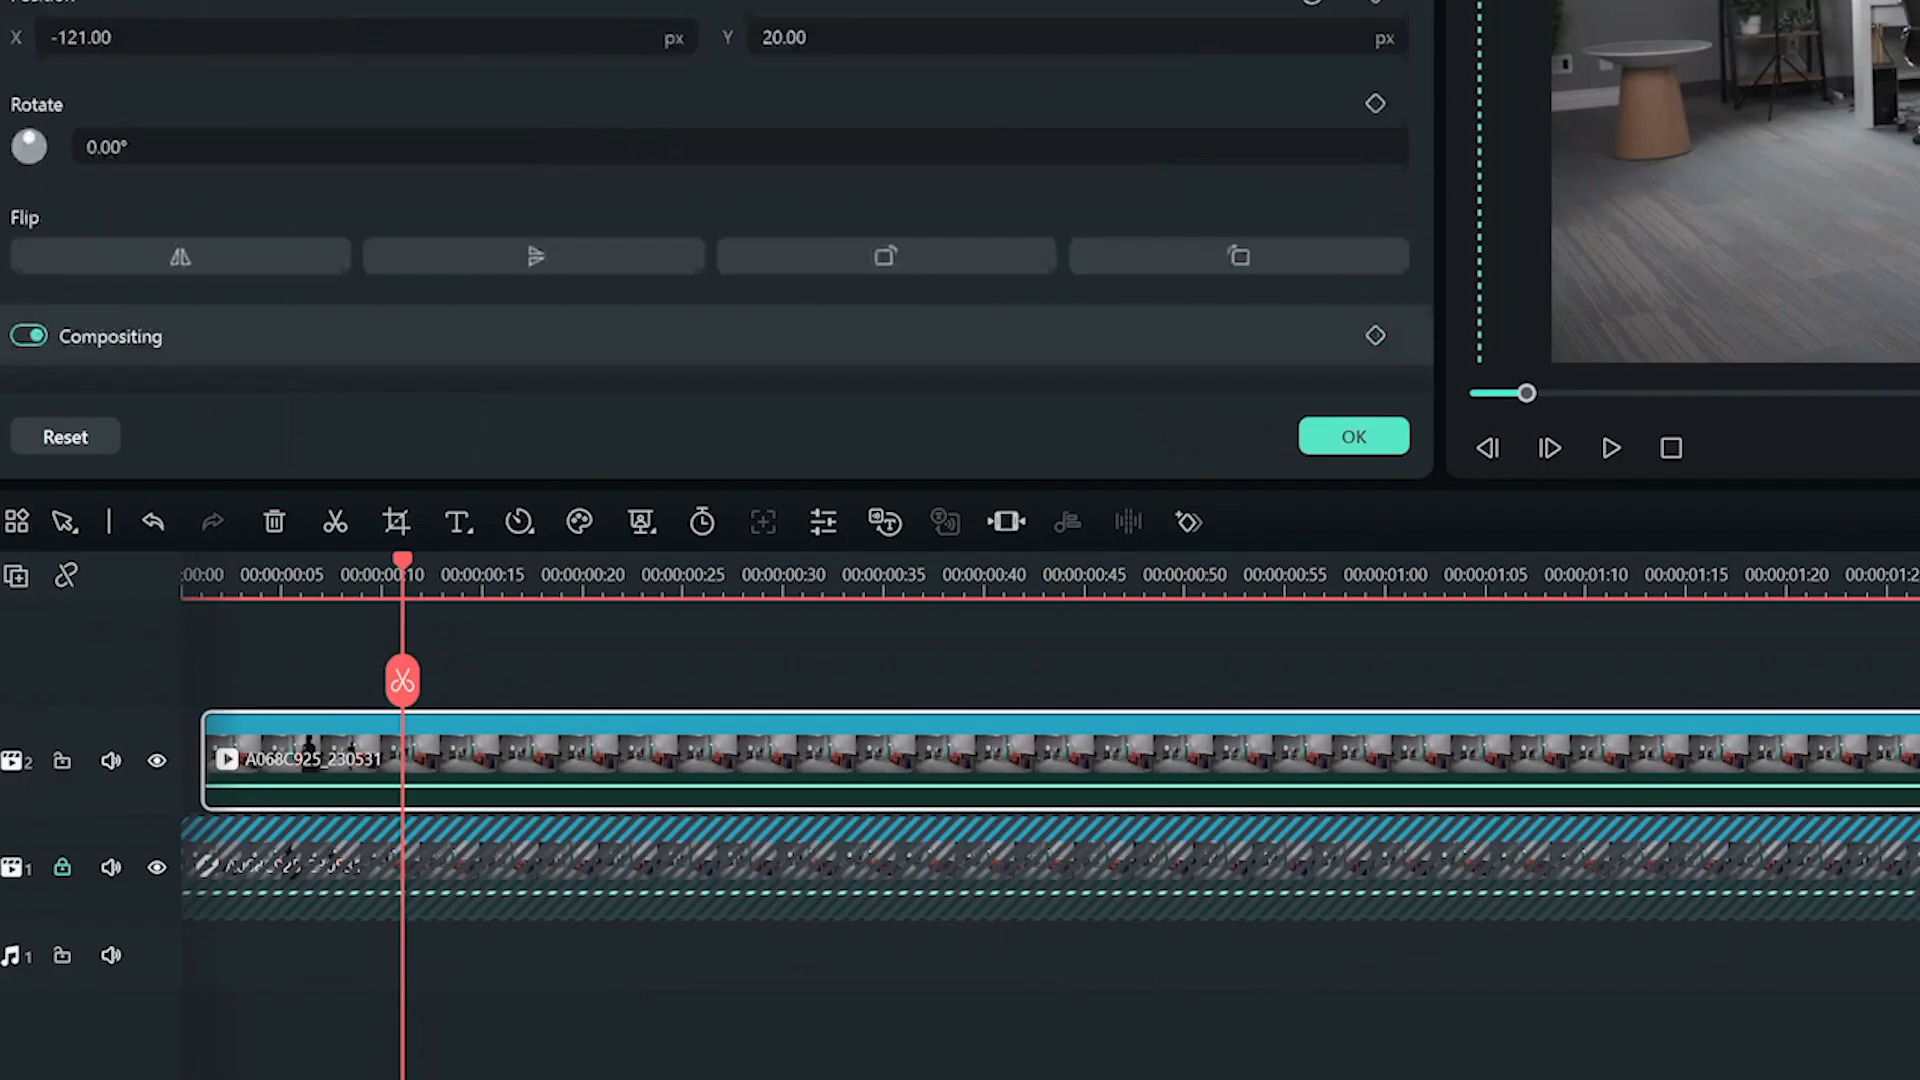 X -121.00 px Y 20.00 px
Rotate
0.00°
Flip
Compositing
Reset OK
:00:00 00:00:00:05 00:00:00:10 00:00:00:15 00:00:00:20 00:00:00:25 00:00:00:30 00:00:00:35 00:00:00:40 00:00:00:45 00:00:00:50 00:00:00:55 00:00:01:00 00:00:01:05 00:00:01:10 00:00:01:15 00:00:01:20 00:00:01:2
2 A068C925_230531
1 A068C925_230531
1